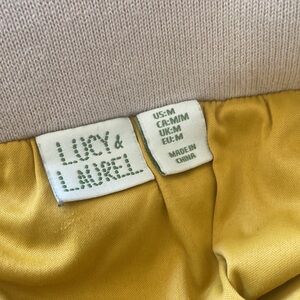 LUCY &
LAUREL
US:M
CA:M/M
UK:M
EU:M
MADE IN
CHINA